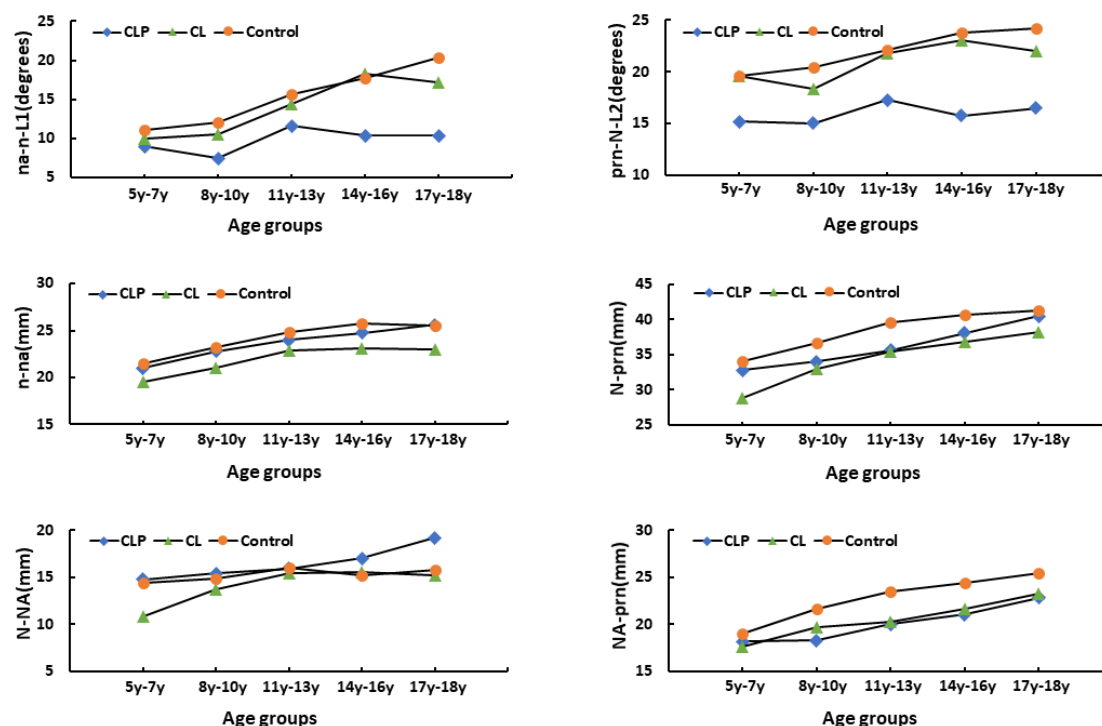 na-n-L1(degrees)
25
20
15
10
5
CLP CL Control
5y-7y 8y-10y 11y-13y 14y-16y 17y-18y
Age groups
prn-N-L2(degrees)
25
20
15
10
CLP CL Control
5y-7y 8y-10y 11y-13y 14y-16y 17y-18y
Age groups
n-na(mm)
30
25
20
15
CLP CL Control
5y-7y 8y-10y 11y-13y 14y-16y 17y-18y
Age groups
N-prn(mm)
45
40
35
30
25
CLP CL Control
5y-7y 8y-10y 11y-13y 14y-16y 17y-18y
Age groups
N-NA(mm)
20
15
10
5
CLP CL Control
5y-7y 8y-10y 11y-13y 14y-16y 17y-18y
Age groups
NA-prn(mm)
30
25
20
15
CLP CL Control
5y-7y 8y-10y 11y-13y 14y-16y 17y-18y
Age groups